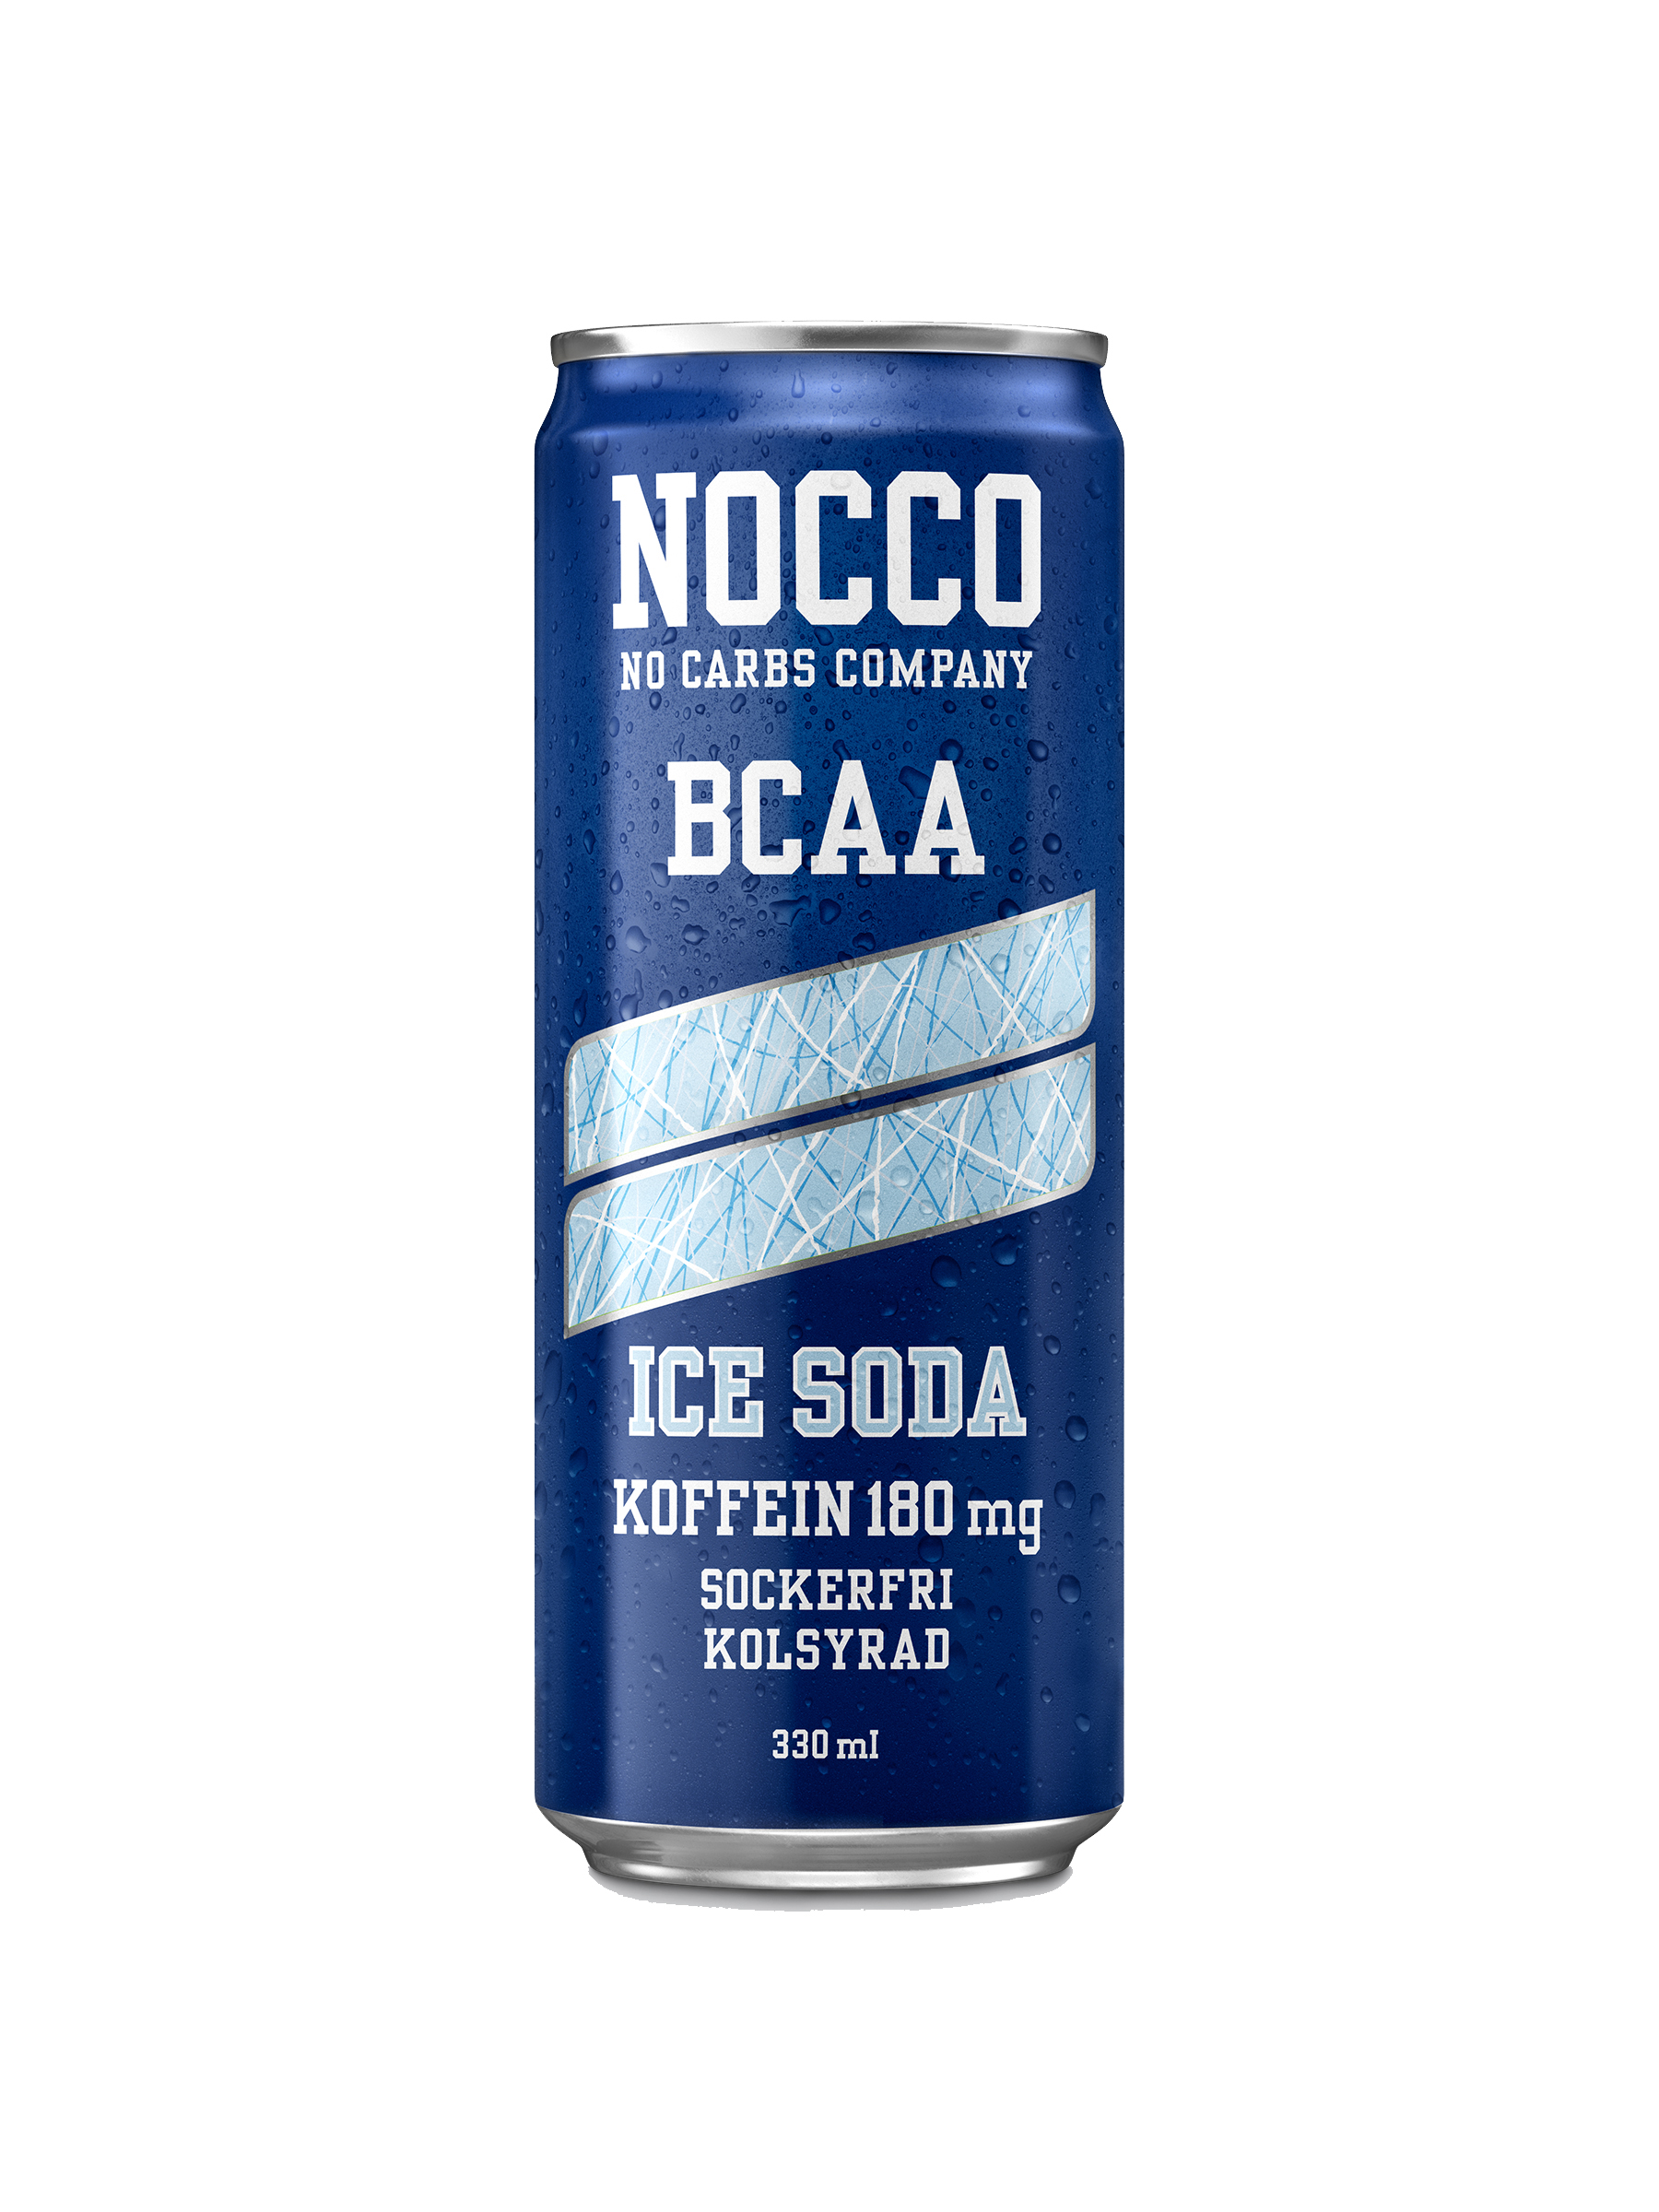 NOCCO
NO CARBS COMPANY
BCAA
ICE SODA
KOFFEIN 180 mg
SOCKERFRI
KOLSYRAD
330 ml